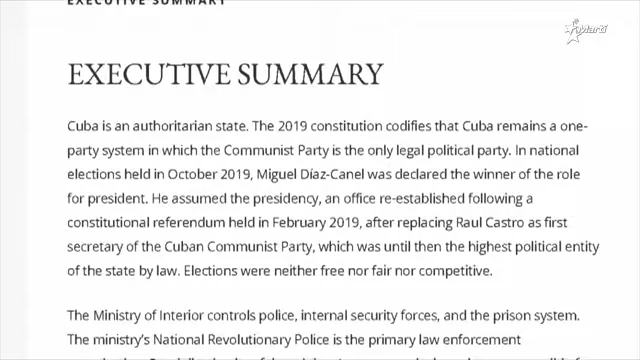 EXECUTIVE SUMMARY
Martí
EXECUTIVE SUMMARY
Cuba is an authoritarian state. The 2019 constitution codifies that Cuba remains a one-
party system in which the Communist Party is the only legal political party. In national
elections held in October 2019, Miguel Díaz-Canel was declared the winner of the role
for president. He assumed the presidency, an office re-established following a
constitutional referendum held in February 2019, after replacing Raul Castro as first
secretary of the Cuban Communist Party, which was until then the highest political entity
of the state by law. Elections were neither free nor fair nor competitive.
The Ministry of Interior controls police, internal security forces, and the prison system.
The ministry’s National Revolutionary Police is the primary law enforcement